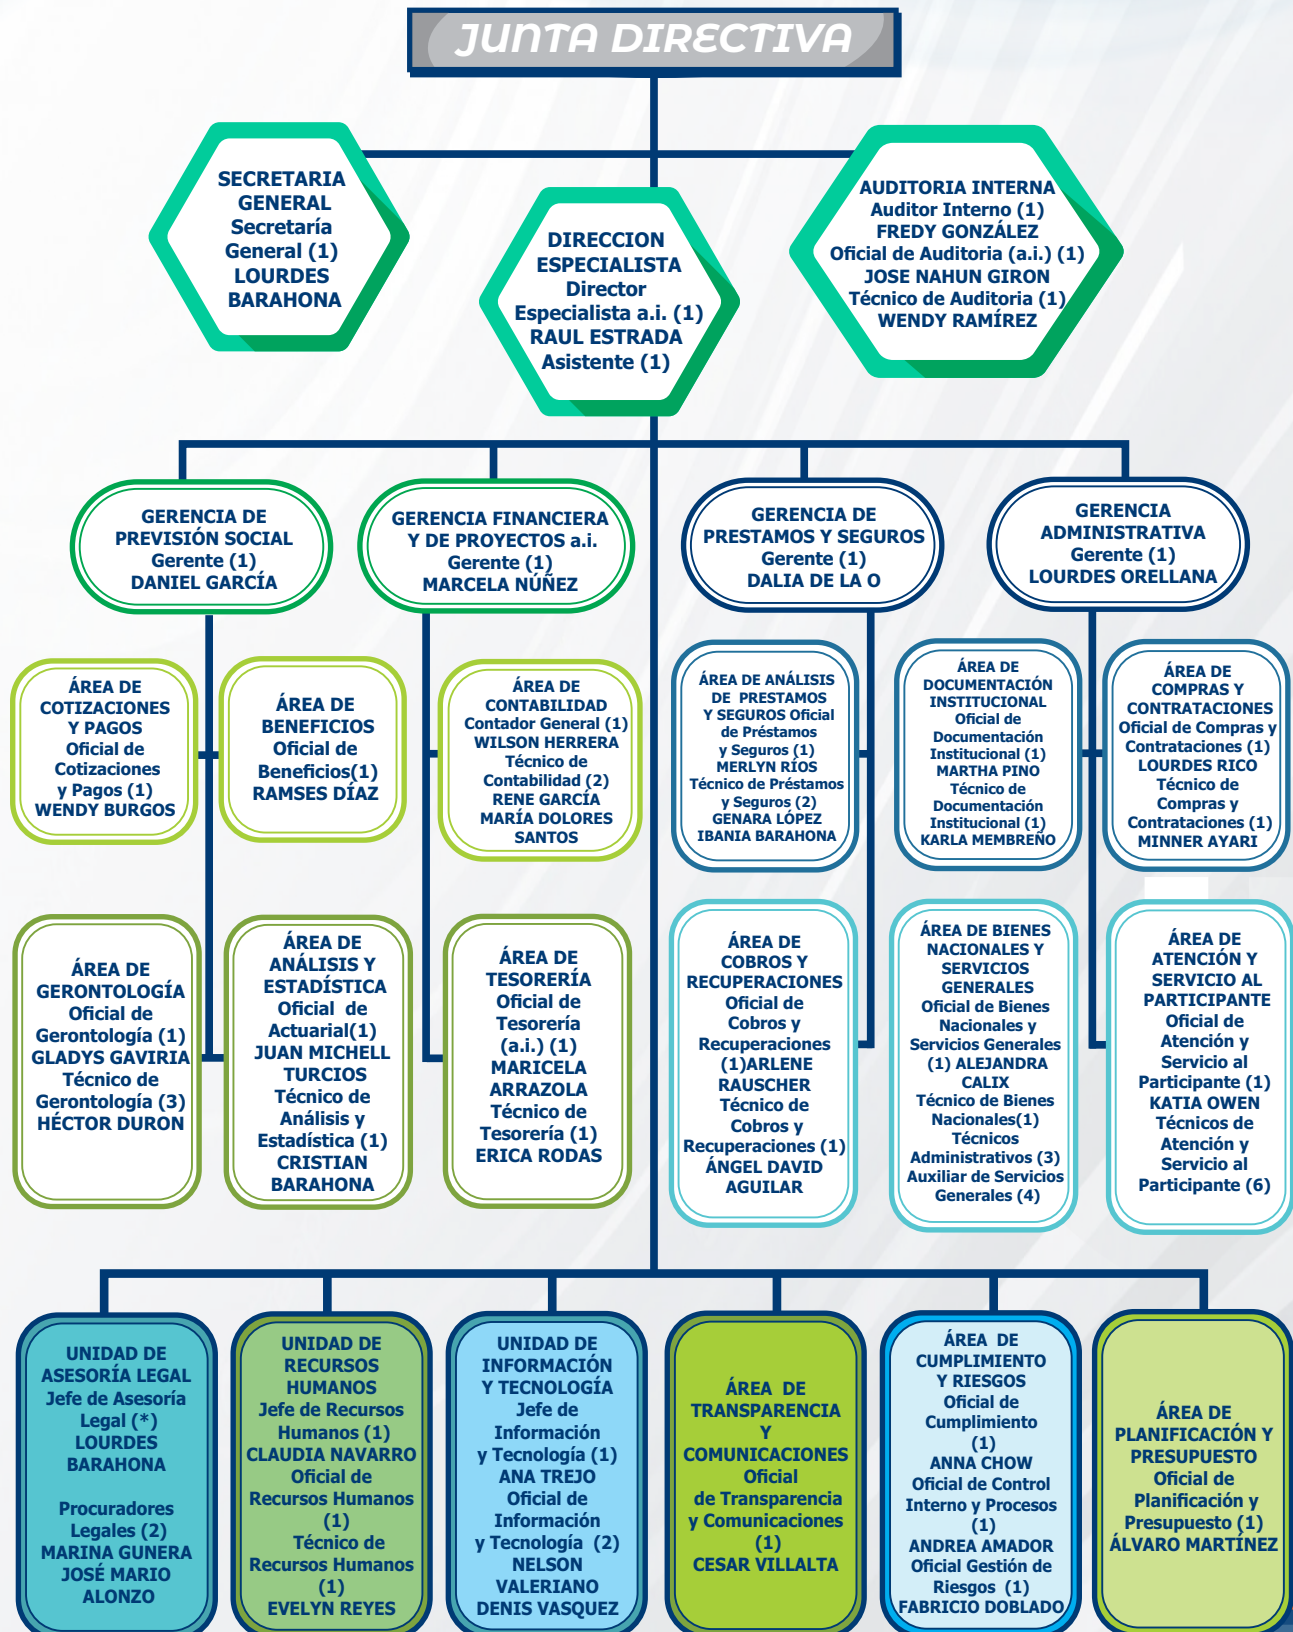 JUNTA DIRECTIVA
SECRETARIA
GENERAL
Secretaría
General (1)
LOURDES
BARAHONA
DIRECCION
ESPECIALISTA
Director
Especialista a.i. (1)
RAUL ESTRADA
Asistente (1)
AUDITORIA INTERNA
Auditor Interno (1)
FREDY GONZÁLEZ
Oficial de Auditoria (a.i.) (1)
JOSE NAHUN GIRON
Técnico de Auditoria (1)
WENDY RAMÍREZ
GERENCIA DE
PREVISIÓN SOCIAL
Gerente (1)
DANIEL GARCÍA
GERENCIA FINANCIERA
Y DE PROYECTOS a.i.
Gerente (1)
MARCELA NÚÑEZ
GERENCIA DE
PRESTAMOS Y SEGUROS
Gerente (1)
DALIA DE LA O
GERENCIA
ADMINISTRATIVA
Gerente (1)
LOURDES ORELLANA
ÁREA DE
COTIZACIONES
Y PAGOS
Oficial de
Cotizaciones
y Pagos (1)
WENDY BURGOS
ÁREA DE
BENEFICIOS
Oficial de
Beneficios(1)
RAMSES DÍAZ
ÁREA DE
CONTABILIDAD
Contador General (1)
WILSON HERRERA
Técnico de
Contabilidad (2)
RENE GARCÍA
MARÍA DOLORES
SANTOS
ÁREA DE ANÁLISIS
DE PRESTAMOS
Y SEGUROS Oficial
de Préstamos
y Seguros (1)
MERLYN RÍOS
Técnico de Préstamos
y Seguros (2)
GENARA LÓPEZ
IBANIA BARAHONA
ÁREA DE
DOCUMENTACIÓN
INSTITUCIONAL
Oficial de
Documentación
Institucional (1)
MARTHA PINO
Técnico de
Documentación
Institucional (1)
KARLA MEMBREÑO
ÁREA DE
COMPRAS Y
CONTRATACIONES
Oficial de Compras y
Contrataciones (1)
LOURDES RICO
Técnico de
Compras y
Contrataciones (1)
MINNER AYARI
ÁREA DE
GERONTOLOGÍA
Oficial de
Gerontología (1)
GLADYS GAVIRIA
Técnico de
Gerontología (3)
HÉCTOR DURON
ÁREA DE
ANÁLISIS Y
ESTADÍSTICA
Oficial de
Actuarial(1)
JUAN MICHELL
TURCIOS
Técnico de
Análisis y
Estadística (1)
CRISTIAN
BARAHONA
ÁREA DE
TESORERÍA
Oficial de
Tesorería
(a.i.) (1)
MARICELA
ARRAZOLA
Técnico de
Tesorería (1)
ERICA RODAS
ÁREA DE
COBROS Y
RECUPERACIONES
Oficial de
Cobros y
Recuperaciones
(1)ARLENE
RAUSCHER
Técnico de
Cobros y
Recuperaciones (1)
ÁNGEL DAVID
AGUILAR
ÁREA DE BIENES
NACIONALES Y
SERVICIOS
GENERALES
Oficial de Bienes
Nacionales y
Servicios Generales
(1) ALEJANDRA
CALIX
Técnico de Bienes
Nacionales(1)
Técnicos
Administrativos (3)
Auxiliar de Servicios
Generales (4)
ÁREA DE
ATENCIÓN Y
SERVICIO AL
PARTICIPANTE
Oficial de
Atención y
Servicio al
Participante (1)
KATIA OWEN
Técnicos de
Atención y
Servicio al
Participante (6)
UNIDAD DE
ASESORÍA LEGAL
Jefe de Asesoría
Legal (*)
LOURDES
BARAHONA
Procuradores
Legales (2)
MARINA GUNERA
JOSÉ MARIO
ALONZO
UNIDAD DE
RECURSOS
HUMANOS
Jefe de Recursos
Humanos (1)
CLAUDIA NAVARRO
Oficial de
Recursos Humanos
(1)
Técnico de
Recursos Humanos
(1)
EVELYN REYES
UNIDAD DE
INFORMACIÓN
Y TECNOLOGÍA
Jefe de
Información
y Tecnología (1)
ANA TREJO
Oficial de
Información
y Tecnología (2)
NELSON
VALERIANO
DENIS VASQUEZ
ÁREA DE
TRANSPARENCIA
Y
COMUNICACIONES
Oficial
de Transparencia
y Comunicaciones
(1)
CESAR VILLALTA
ÁREA DE
CUMPLIMIENTO
Y RIESGOS
Oficial de
Cumplimiento
(1)
ANNA CHOW
Oficial de Control
Interno y Procesos
(1)
ANDREA AMADOR
Oficial Gestión de
Riesgos (1)
FABRICIO DOBLADO
ÁREA DE
PLANIFICACIÓN Y
PRESUPUESTO
Oficial de
Planificación y
Presupuesto (1)
ÁLVARO MARTÍNEZ